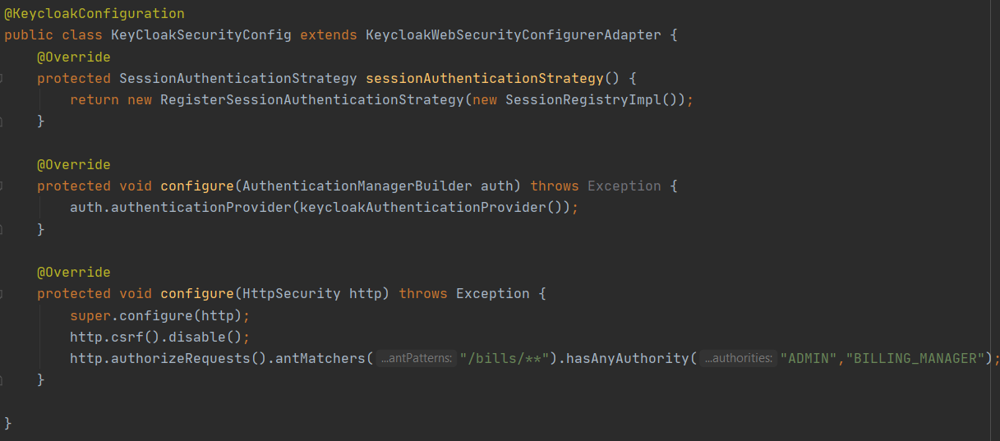 @KeycloakConfiguration
public class KeyCloakSecurityConfig extends KeycloakWebSecurityConfigurerAdapter {
    @Override
    protected SessionAuthenticationStrategy sessionAuthenticationStrategy() {
        return new RegisterSessionAuthenticationStrategy(new SessionRegistryImpl());
    }

    @Override
    protected void configure(AuthenticationManagerBuilder auth) throws Exception {
        auth.authenticationProvider(keycloakAuthenticationProvider());
    }

    @Override
    protected void configure(HttpSecurity http) throws Exception {
        super.configure(http);
        http.csrf().disable();
        http.authorizeRequests().antMatchers( ...antPatterns: "/bills/**").hasAnyAuthority( ...authorities: "ADMIN","BILLING_MANAGER");
    }

}